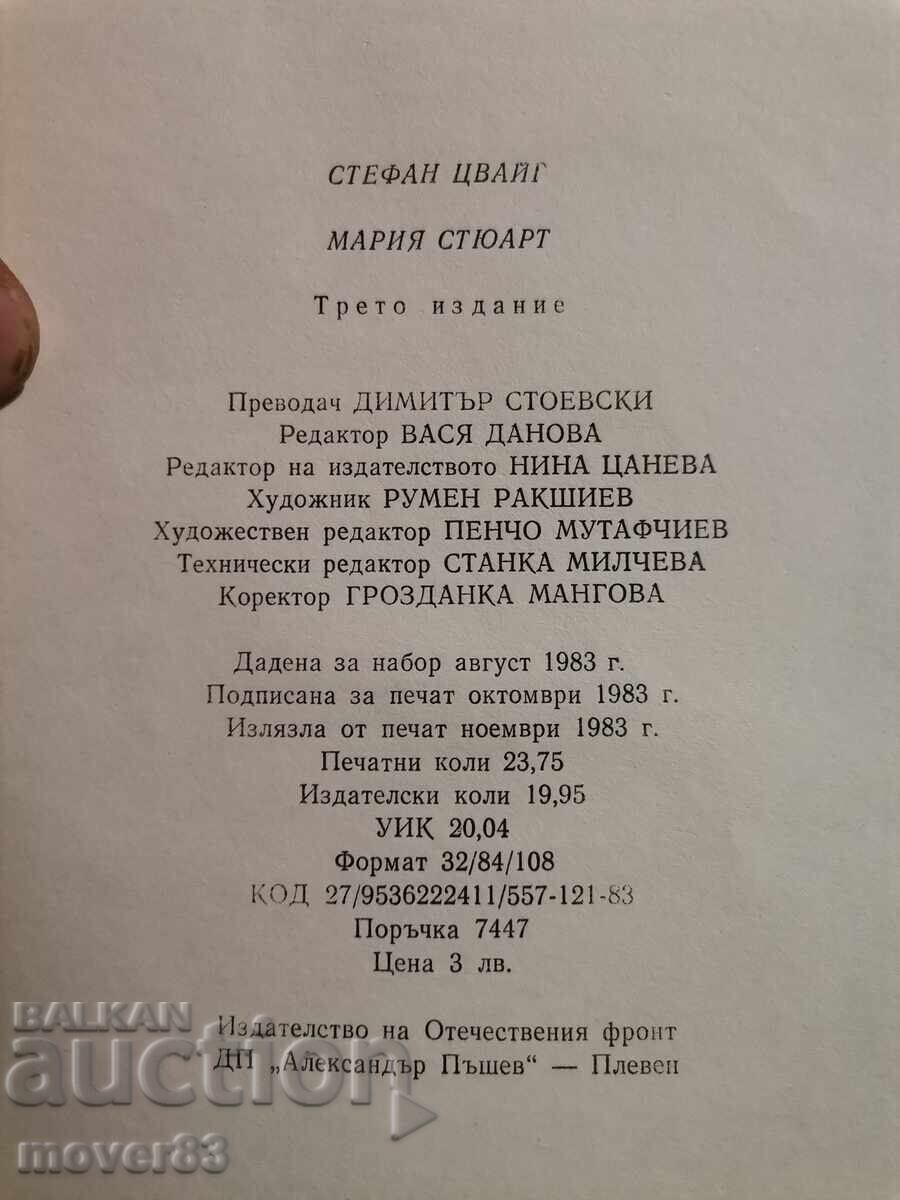 СТЕФАН ЦВАЙГ
МАРИЯ СТЮАРТ
Трето издание
Преводач ДИМИТЪР СТОЕВСКИ
Редактор ВАСЯ ДАНОВА
Редактор на издателството НИНА ЦАНЕВА
Художник РУМЕН РАКШИЕВ
Художествен редактор ПЕНЧО МУТАФЧИЕВ
Технически редактор СТАНКА МИЛЧЕВА
Коректор ГРОЗДАНКА МАНГОВА
Дадена за набор август 1983 г.
Подписана за печат октомври 1983 г.
Излязла от печат ноември 1983 г.
Печатни коли 23,75
Издателски коли 19,95
УИК 20,04
Формат 32/84/108
КОД 27/9536222411/557-121-83
Поръчка 7447
Цена 3 лв.
Издателство на Отечествения фронт
ДП „Александър Пъшев“ — Плевен
BALKAN
auction
mover83